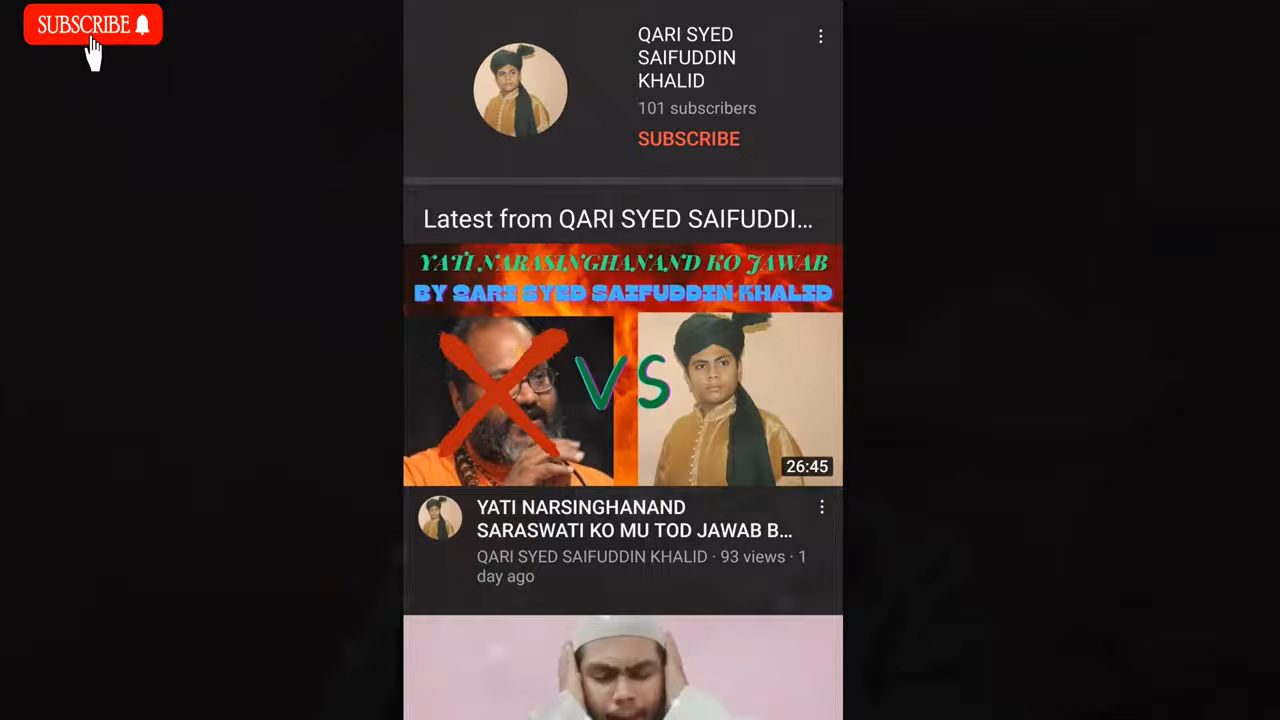 SUBSCRIBE
QARI SYED
SAIFUDDIN
KHALID
101 subscribers
SUBSCRIBE
Latest from QARI SYED SAIFUDDI...
YATI NARASINGHANAND KO JAWAB
BY QARI SYED SAIFUDDIN KHALID
VS
26:45
YATI NARSINGHANAND
SARASWATI KO MU TOD JAWAB B...
QARI SYED SAIFUDDIN KHALID · 93 views · 1
day ago